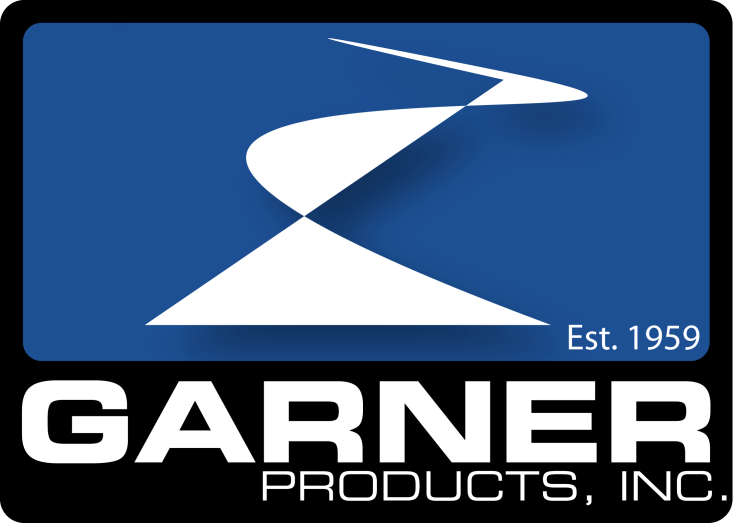 Est. 1959
GARNER
PRODUCTS, INC.